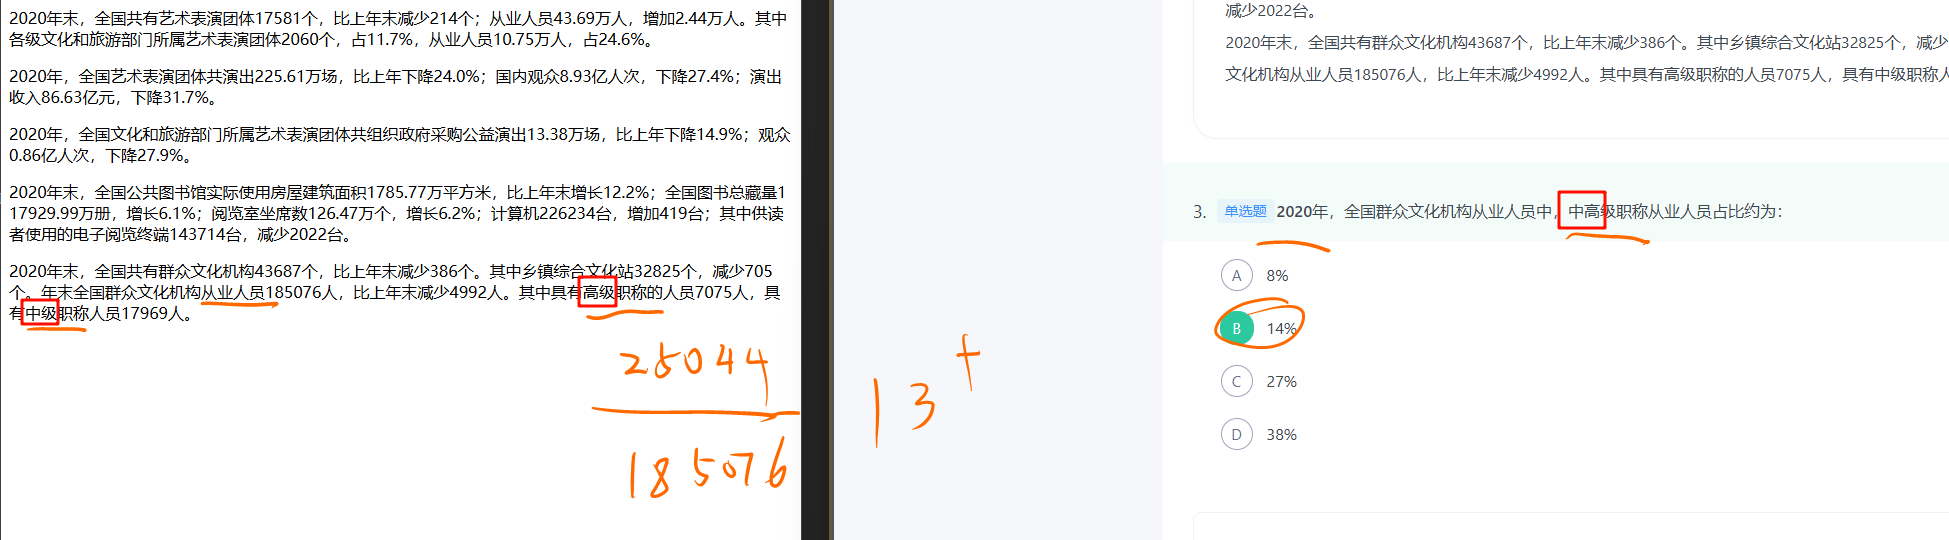 2020年末，全国共有艺术表演团体17581个，比上年末减少214个；从业人员43.69万人，增加2.44万人。其中
各级文化和旅游部门所属艺术表演团体2060个，占11.7%，从业人员10.75万人，占24.6%。
2020年，全国艺术表演团体共演出225.61万场，比上年下降24.0%；国内观众8.93亿人次，下降27.4%；演出
收入86.63亿元，下降31.7%。
2020年，全国文化和旅游部门所属艺术表演团体共组织政府采购公益演出13.38万场，比上年下降14.9%；观众
0.86亿人次，下降27.9%。
2020年末，全国公共图书馆实际使用房屋建筑面积1785.77万平方米，比上年末增长12.2%；全国图书总藏量1
17929.99万册，增长6.1%；阅览室坐席数126.47万个，增长6.2%；计算机226234台，增加419台；其中供读
者使用的电子阅览终端143714台，减少2022台。
2020年末，全国共有群众文化机构43687个，比上年末减少386个。其中乡镇综合文化站32825个，减少705
个。年末全国群众文化机构从业人员185076人，比上年末减少4992人。其中具有高级职称的人员7075人，具
有中级职称人员17969人。
25044
185076
13+
减少2022台。
2020年末，全国共有群众文化机构43687个，比上年末减少386个。其中乡镇综合文化站32825个，减少
文化机构从业人员185076人，比上年末减少4992人。其中具有高级职称的人员7075人，具有中级职称人
3. 单选题 2020年，全国群众文化机构从业人员中，中高级职称从业人员占比约为：
A 8%
B 14%
C 27%
D 38%